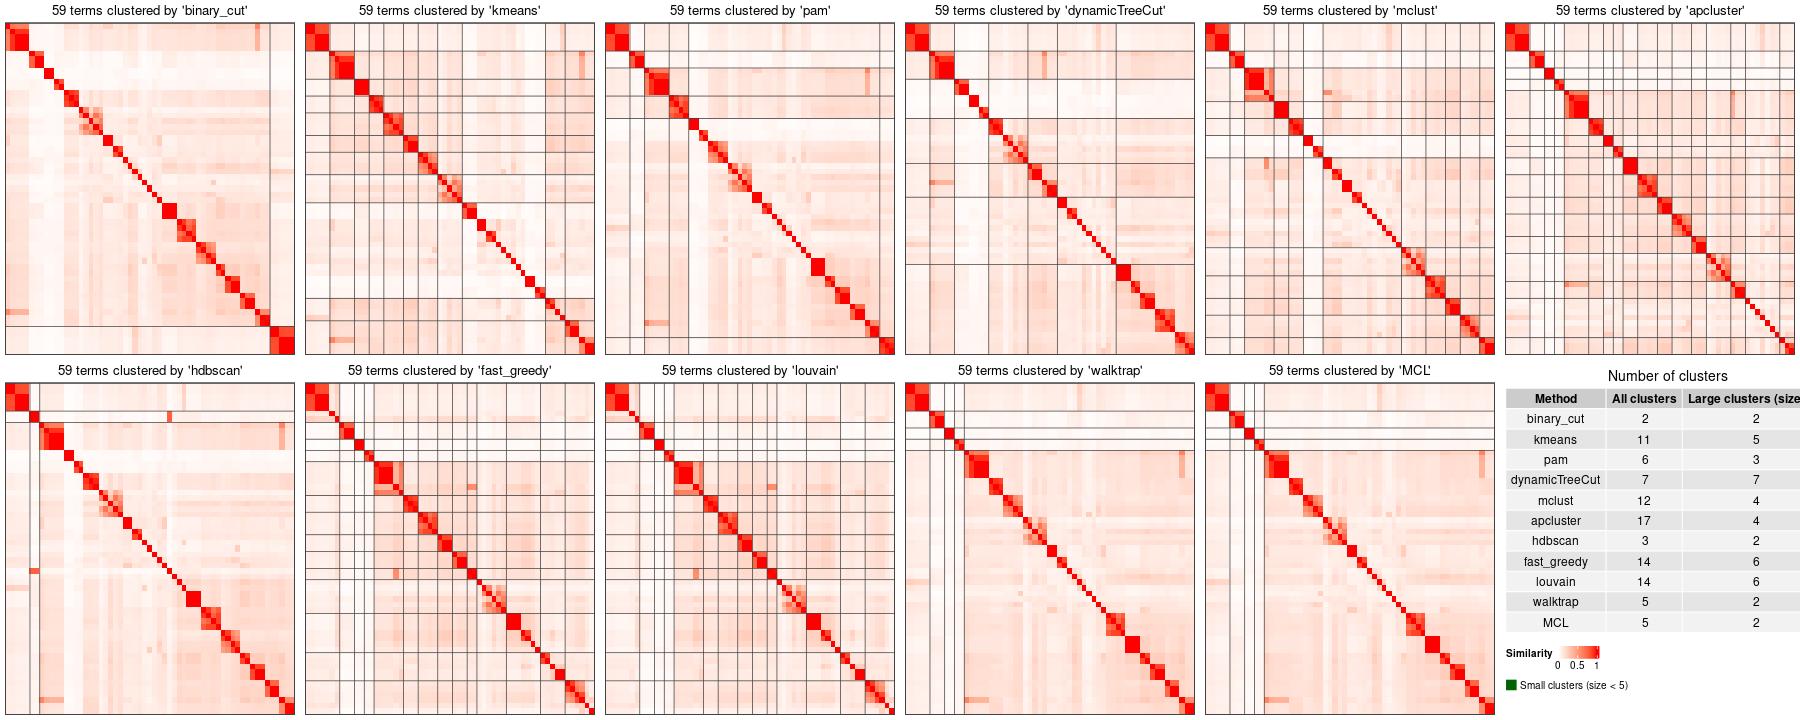 59 terms clustered by 'binary_cut'
59 terms clustered by 'kmeans'
59 terms clustered by 'pam'
59 terms clustered by 'dynamicTreeCut'
59 terms clustered by 'mclust'
59 terms clustered by 'apcluster'
59 terms clustered by 'hdbscan'
59 terms clustered by 'fast_greedy'
59 terms clustered by 'louvain'
59 terms clustered by 'walktrap'
59 terms clustered by 'MCL'
Number of clusters
Method All clusters Large clusters (size
binary_cut 2 2
kmeans 11 5
pam 6 3
dynamicTreeCut 7 7
mclust 12 4
apcluster 17 4
hdbscan 3 2
fast_greedy 14 6
louvain 14 6
walktrap 5 2
MCL 5 2
Similarity
0 0.5 1
Small clusters (size < 5)